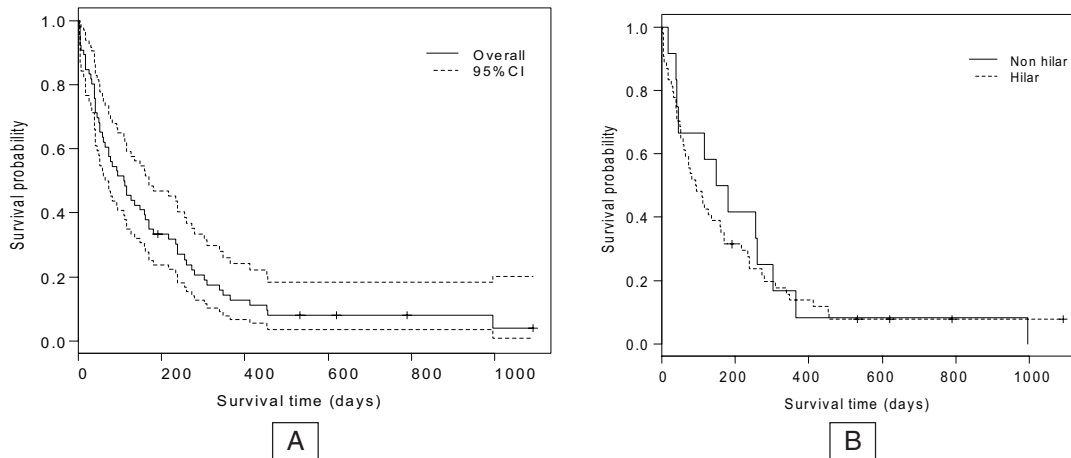 1.0
0.8
0.6
0.4
0.2
0.0
Survival probability
Overall
95%CI
0 200 400 600 800 1000
Survival time (days)
A
1.0
0.8
0.6
0.4
0.2
0.0
Survival probability
Non hilar
Hilar
0 200 400 600 800 1000
Survival time (days)
B